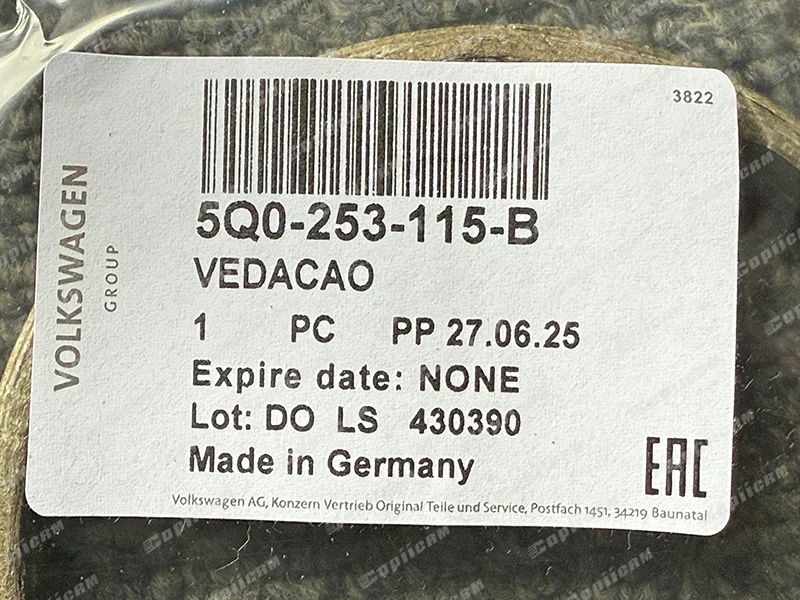 3822
VOLKSWAGEN
GROUP
5Q0-253-115-B
VEDACAO
1 PC PP 27.06.25
Expire date: NONE
Lot: DO LS 430390
Made in Germany
EAC
Volkswagen AG, Konzern Vertrieb Original Teile und Service, Postfach 1451, 34219 Baunatal
CopiiCAM